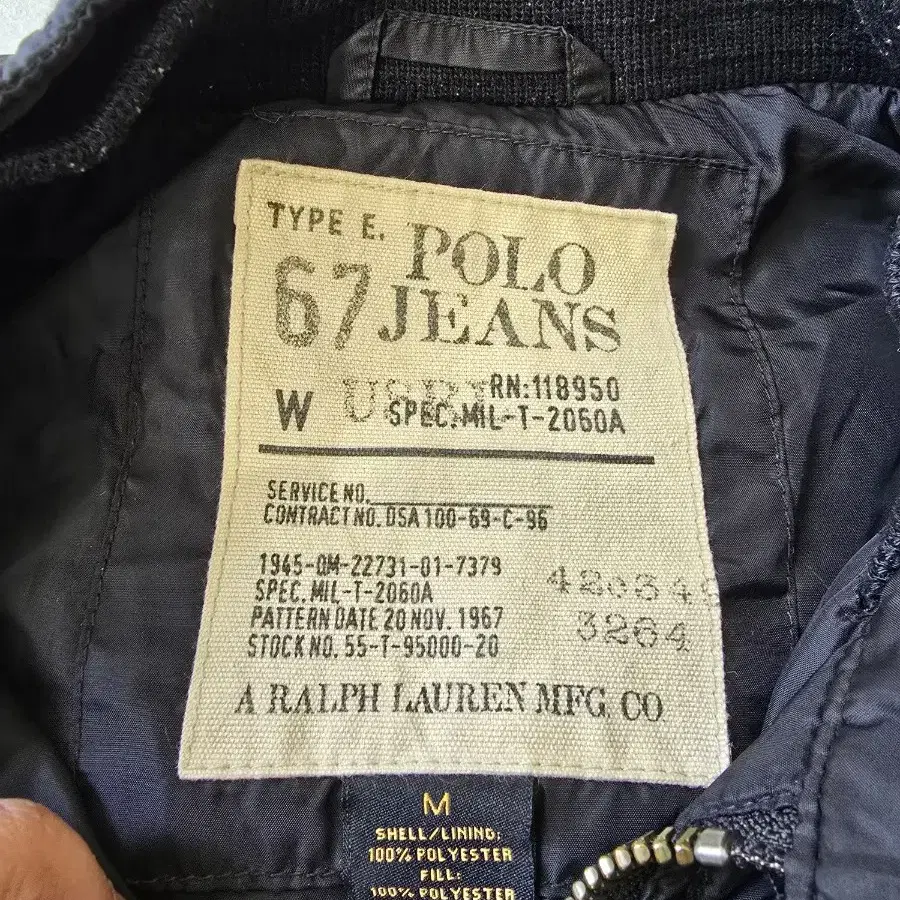 TYPE E.
67 POLO
JEANS
W RN:118950
SPEC.MIL-T-2060A
SERVICE NO.
CONTRACT NO. DSA 100-69-C-96
1945-QM-22731-01-7379
SPEC. MIL-T-2060A
PATTERN DATE 20 NOV. 1967
STOCK NO. 55-T-95000-20
3264
A RALPH LAUREN MFG. CO
M
SHELL/LINING:
100% POLYESTER
FILL:
100% POLYESTER